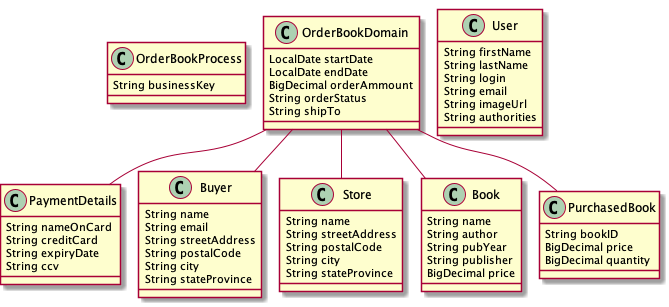 C OrderBookProcess
String businessKey
C OrderBookDomain
LocalDate startDate
LocalDate endDate
BigDecimal orderAmmount
String orderStatus
String shipTo
C User
String firstName
String lastName
String login
String email
String imageUrl
String authorities
C PaymentDetails
String nameOnCard
String creditCard
String expiryDate
String ccv
C Buyer
String name
String email
String streetAddress
String postalCode
String city
String stateProvince
C Store
String name
String streetAddress
String postalCode
String city
String stateProvince
C Book
String name
String author
String pubYear
String publisher
BigDecimal price
C PurchasedBook
String bookID
BigDecimal price
BigDecimal quantity